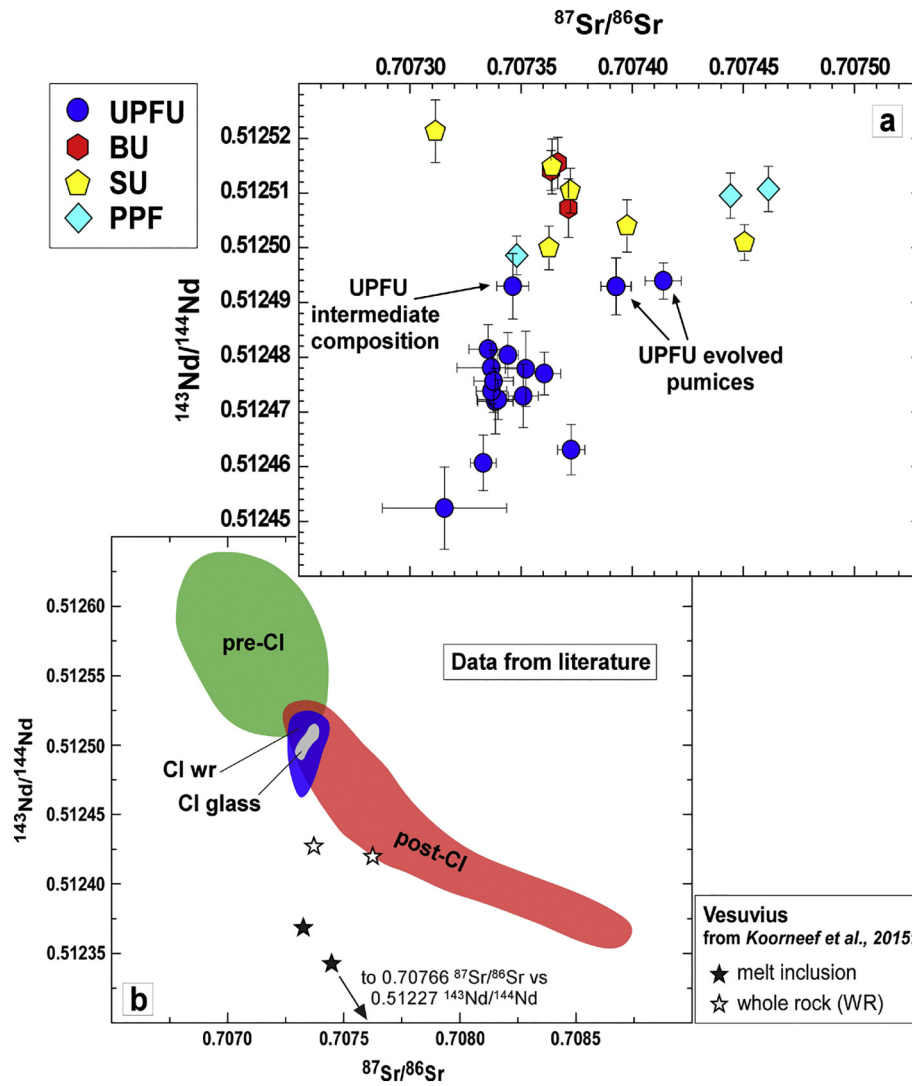 87Sr/86Sr
0.70730 0.70735 0.70740 0.70745 0.70750
UPFU
BU
SU
PPF
a
0.51252
0.51251
0.51250
0.51249
0.51248
0.51247
0.51246
0.51245
143Nd/144Nd
UPFU
intermediate
composition
UPFU evolved
pumices
0.51260
0.51255
0.51250
0.51245
0.51240
0.51235
143Nd/144Nd
pre-CI
Data from literature
CI wr
CI glass
post-CI
to 0.70766 87Sr/86Sr vs
0.51227 143Nd/144Nd
b
0.7070 0.7075 0.7080 0.7085
87Sr/86Sr
Vesuvius
from Koorneef et al., 2015:
melt inclusion
whole rock (WR)